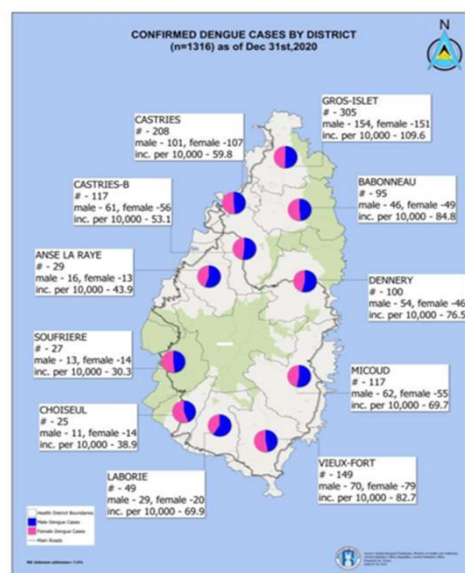 CONFIRMED DENGUE CASES BY DISTRICT
(n=1316) as of Dec 31st,2020
N
GROS-ISLET
# - 305
male - 154, female -151
inc. per 10,000 -109.6
CASTRIES
# - 208
male - 101, female -107
inc. per 10,000 - 59.8
CASTRIES-B
# - 117
male - 61, female -56
inc. per 10,000 - 53.1
BABONNEAU
# - 95
male - 46, female -49
inc. per 10,000 - 84.8
ANSE LA RAYE
# - 29
male - 16, female -13
inc. per 10,000 - 43.9
DENNERY
# - 100
male - 54, female -46
inc. per 10,000 - 76.5
SOUFRIERE
# - 27
male - 13, female -14
inc. per 10,000 - 30.3
MICOUD
# - 117
male - 62, female -55
inc. per 10,000 - 69.7
CHOISEUL
# - 25
male - 11, female -14
inc. per 10,000 - 38.9
LABORIE
# - 49
male - 29, female -20
inc. per 10,000 - 69.9
VIEUX-FORT
# - 149
male - 70, female -79
inc. per 10,000 - 82.7
Health District Boundaries
Male Dengue Cases
Female Dengue Cases
Main Roads